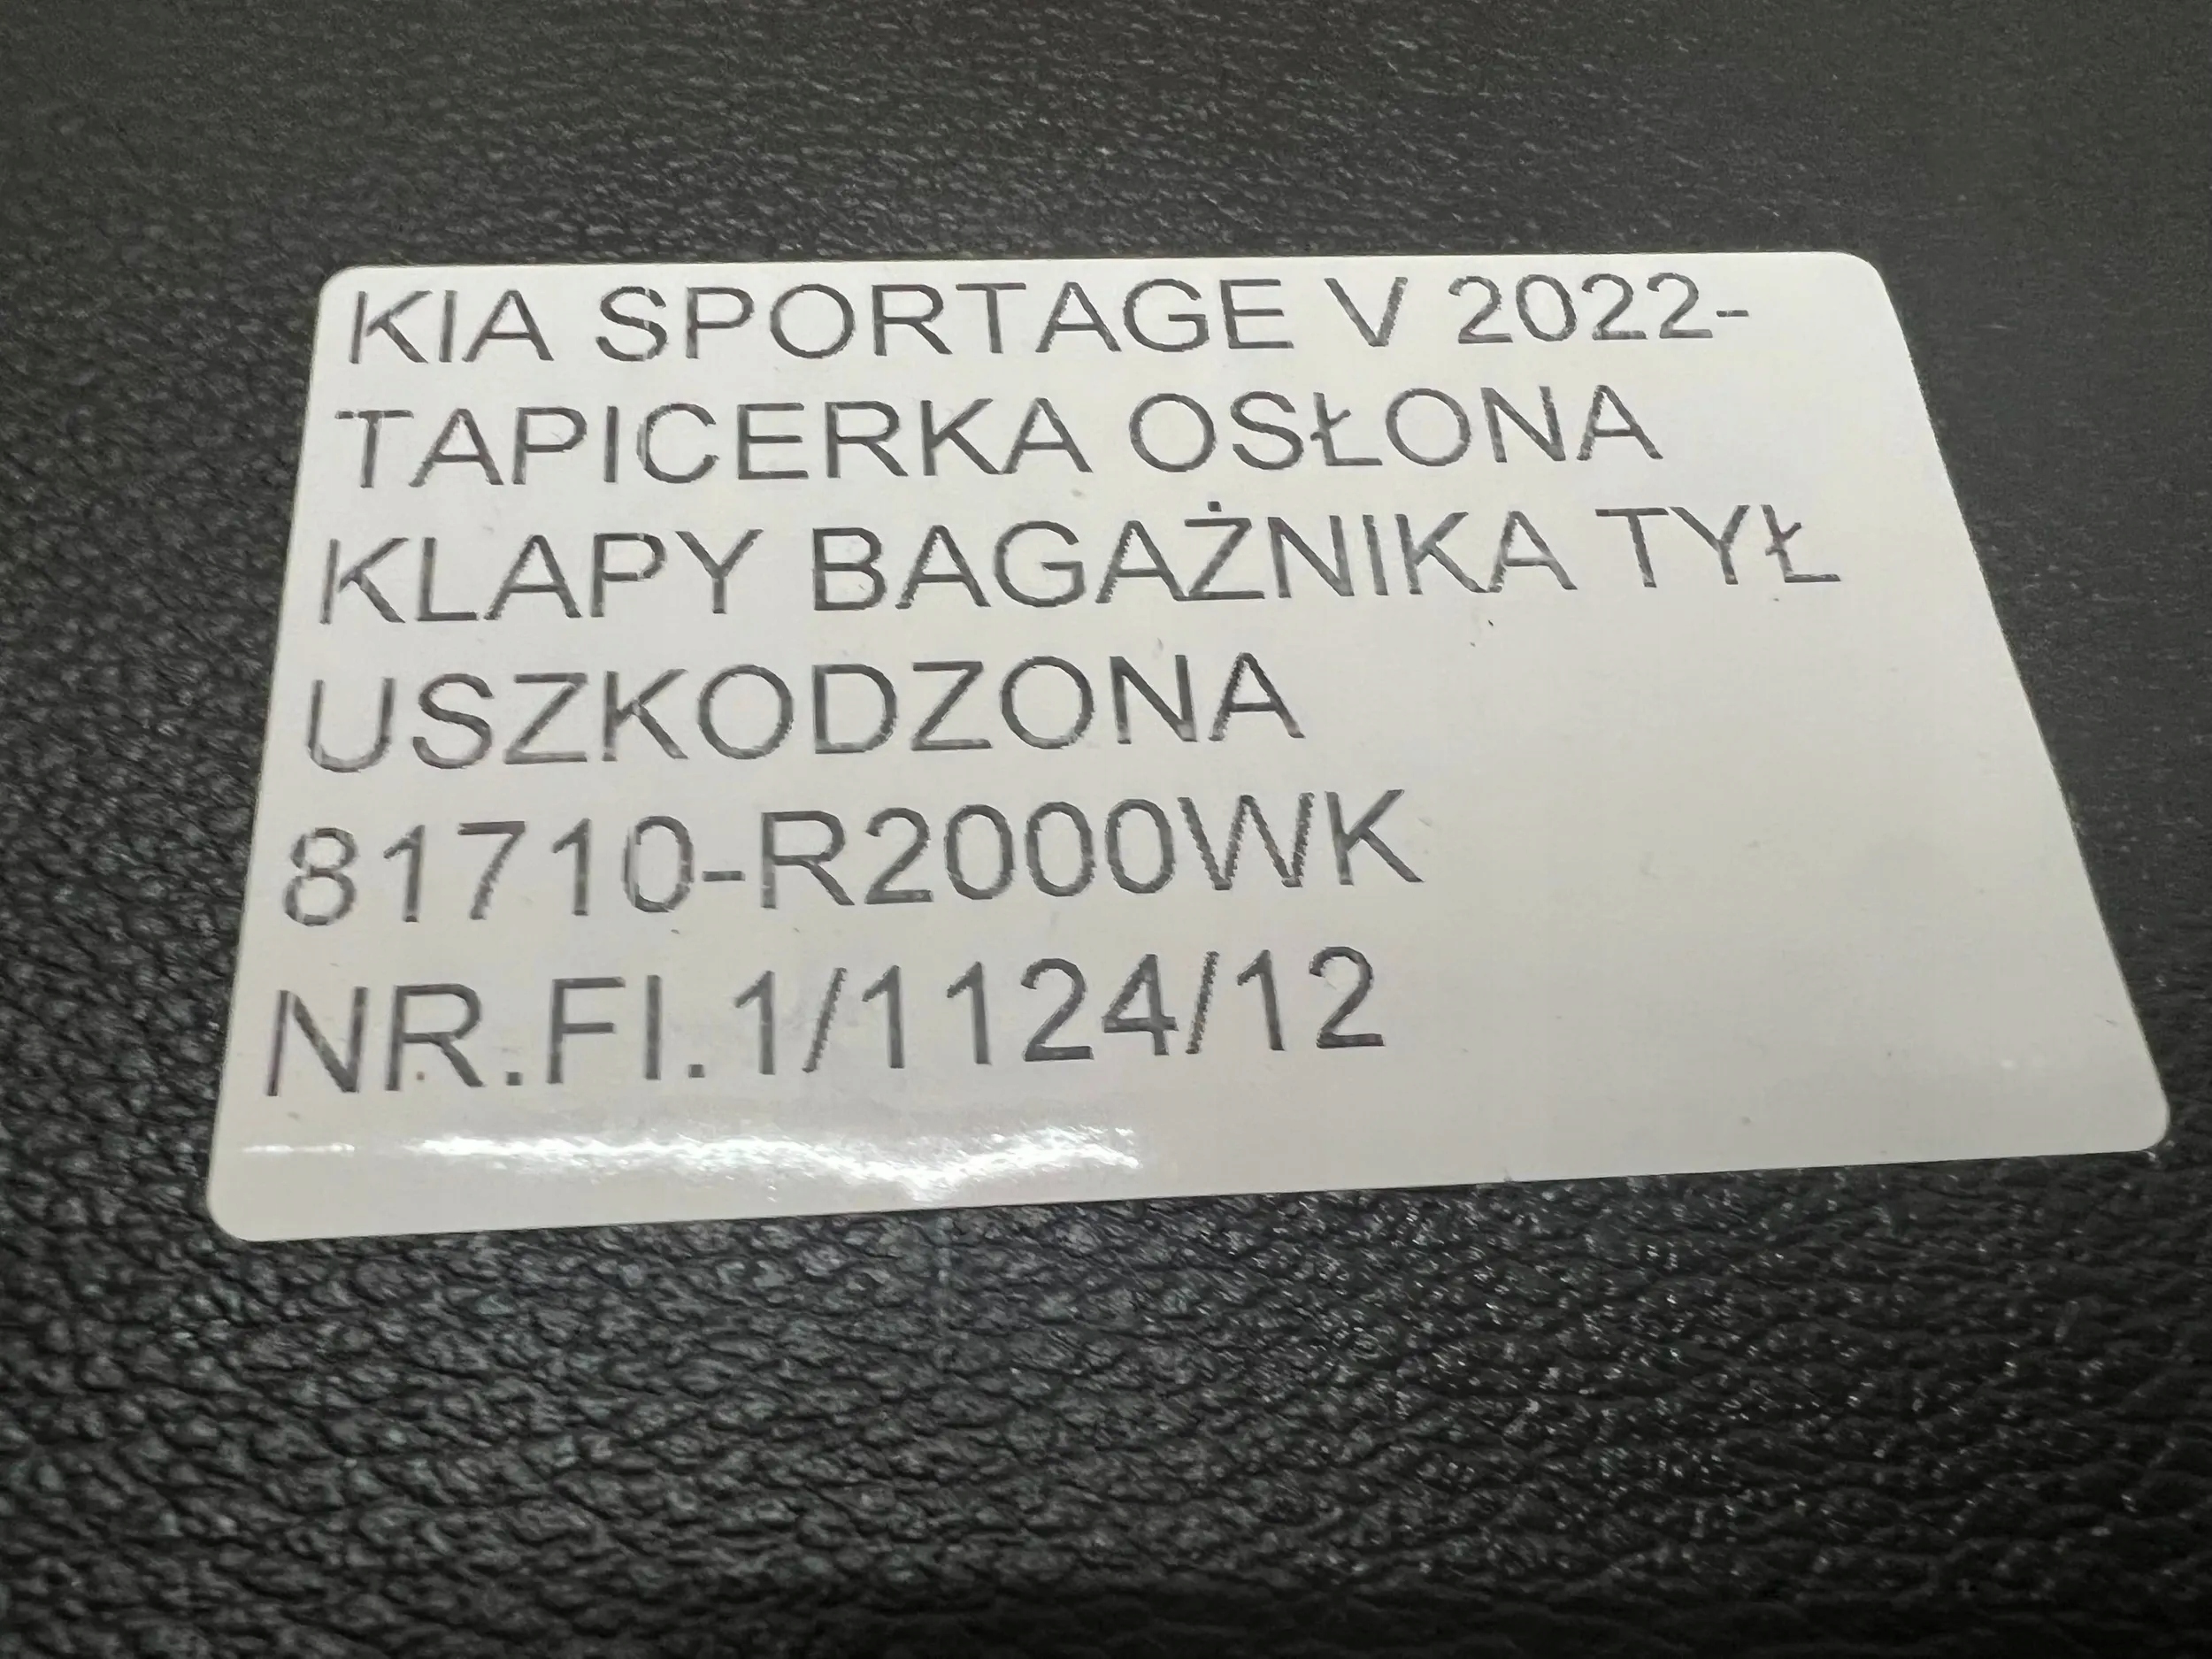 KIA SPORTAGE V 2022-
TAPICERKA OSŁONA
KLAPY BAGAŻNIKA TYŁ
USZKODZONA
81710-R2000WK
NR.FI.1/1124/12